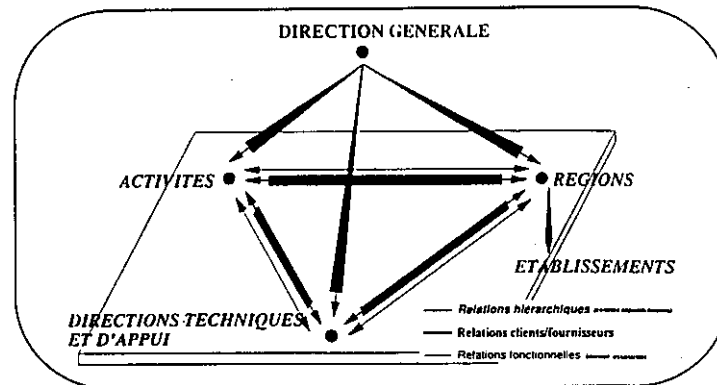 DIRECTION GENERALE
ACTIVITES
REGIONS
ETABLISSEMENTS
DIRECTIONS TECHNIQUES
ET D'APPUI
Relations hiérarchiques
Relations clients/fournisseurs
Relations fonctionnelles